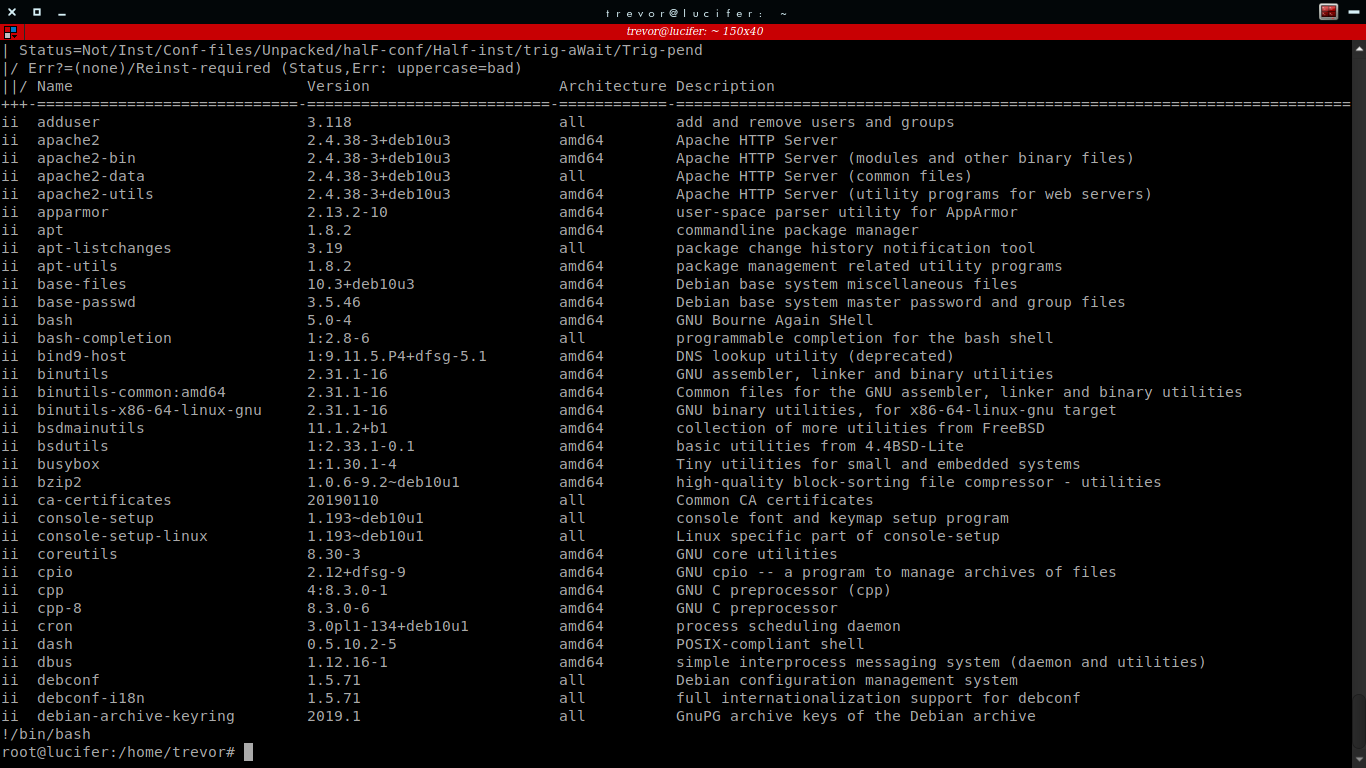 trevor@lucifer: ~
trevor@lucifer: ~ 150x40
| Status=Not/Inst/Conf-files/Unpacked/halF-conf/Half-inst/trig-aWait/Trig-pend
|/ Err?=(none)/Reinst-required (Status,Err: uppercase=bad)
||/ Name                          Version                     Architecture Description
+++-=============================-===========================-============-===========================================================================
ii  adduser                       3.118                       all          add and remove users and groups
ii  apache2                       2.4.38-3+deb10u3            amd64        Apache HTTP Server
ii  apache2-bin                   2.4.38-3+deb10u3            amd64        Apache HTTP Server (modules and other binary files)
ii  apache2-data                  2.4.38-3+deb10u3            all          Apache HTTP Server (common files)
ii  apache2-utils                 2.4.38-3+deb10u3            amd64        Apache HTTP Server (utility programs for web servers)
ii  apparmor                      2.13.2-10                   amd64        user-space parser utility for AppArmor
ii  apt                           1.8.2                       amd64        commandline package manager
ii  apt-listchanges               3.19                        all          package change history notification tool
ii  apt-utils                     1.8.2                       amd64        package management related utility programs
ii  base-files                    10.3+deb10u3                amd64        Debian base system miscellaneous files
ii  base-passwd                   3.5.46                      amd64        Debian base system master password and group files
ii  bash                          5.0-4                       amd64        GNU Bourne Again SHell
ii  bash-completion               1:2.8-6                     all          programmable completion for the bash shell
ii  bind9-host                    1:9.11.5.P4+dfsg-5.1        amd64        DNS lookup utility (deprecated)
ii  binutils                      2.31.1-16                   amd64        GNU assembler, linker and binary utilities
ii  binutils-common:amd64         2.31.1-16                   amd64        Common files for the GNU assembler, linker and binary utilities
ii  binutils-x86-64-linux-gnu     2.31.1-16                   amd64        GNU binary utilities, for x86-64-linux-gnu target
ii  bsdmainutils                  11.1.2+b1                   amd64        collection of more utilities from FreeBSD
ii  bsdutils                      1:2.33.1-0.1                amd64        basic utilities from 4.4BSD-Lite
ii  busybox                       1:1.30.1-4                  amd64        Tiny utilities for small and embedded systems
ii  bzip2                         1.0.6-9.2~deb10u1           amd64        high-quality block-sorting file compressor - utilities
ii  ca-certificates               20190110                    all          Common CA certificates
ii  console-setup                 1.193~deb10u1               all          console font and keymap setup program
ii  console-setup-linux           1.193~deb10u1               all          Linux specific part of console-setup
ii  coreutils                     8.30-3                      amd64        GNU core utilities
ii  cpio                          2.12+dfsg-9                 amd64        GNU cpio -- a program to manage archives of files
ii  cpp                           4:8.3.0-1                   amd64        GNU C preprocessor (cpp)
ii  cpp-8                         8.3.0-6                     amd64        GNU C preprocessor
ii  cron                          3.0pl1-134+deb10u1          amd64        process scheduling daemon
ii  dash                          0.5.10.2-5                  amd64        POSIX-compliant shell
ii  dbus                          1.12.16-1                   amd64        simple interprocess messaging system (daemon and utilities)
ii  debconf                       1.5.71                      all          Debian configuration management system
ii  debconf-i18n                  1.5.71                      all          full internationalization support for debconf
ii  debian-archive-keyring        2019.1                      all          GnuPG archive keys of the Debian archive
!/bin/bash
root@lucifer:/home/trevor#